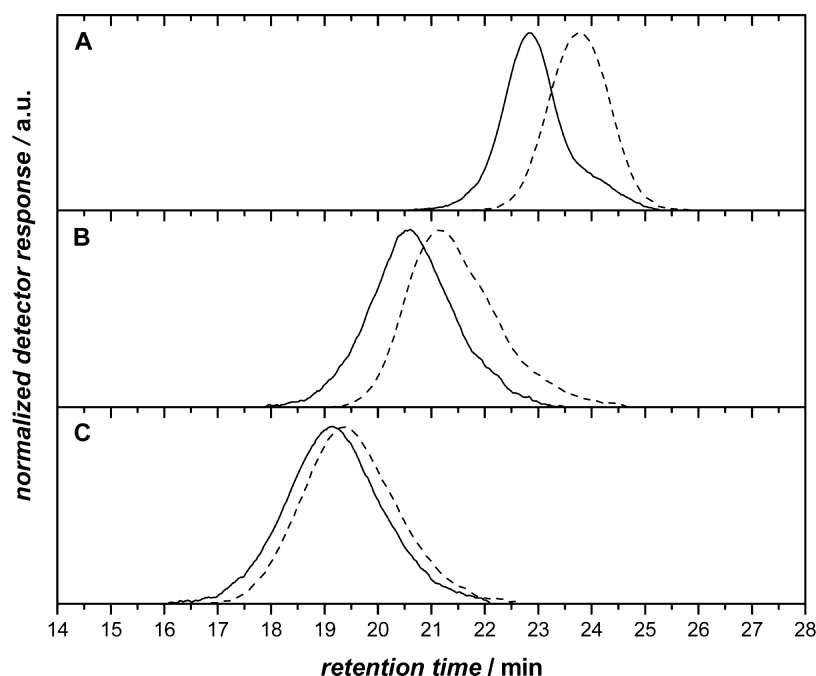 A
B
C
normalized detector response / a.u.
14 15 16 17 18 19 20 21 22 23 24 25 26 27 28
retention time / min